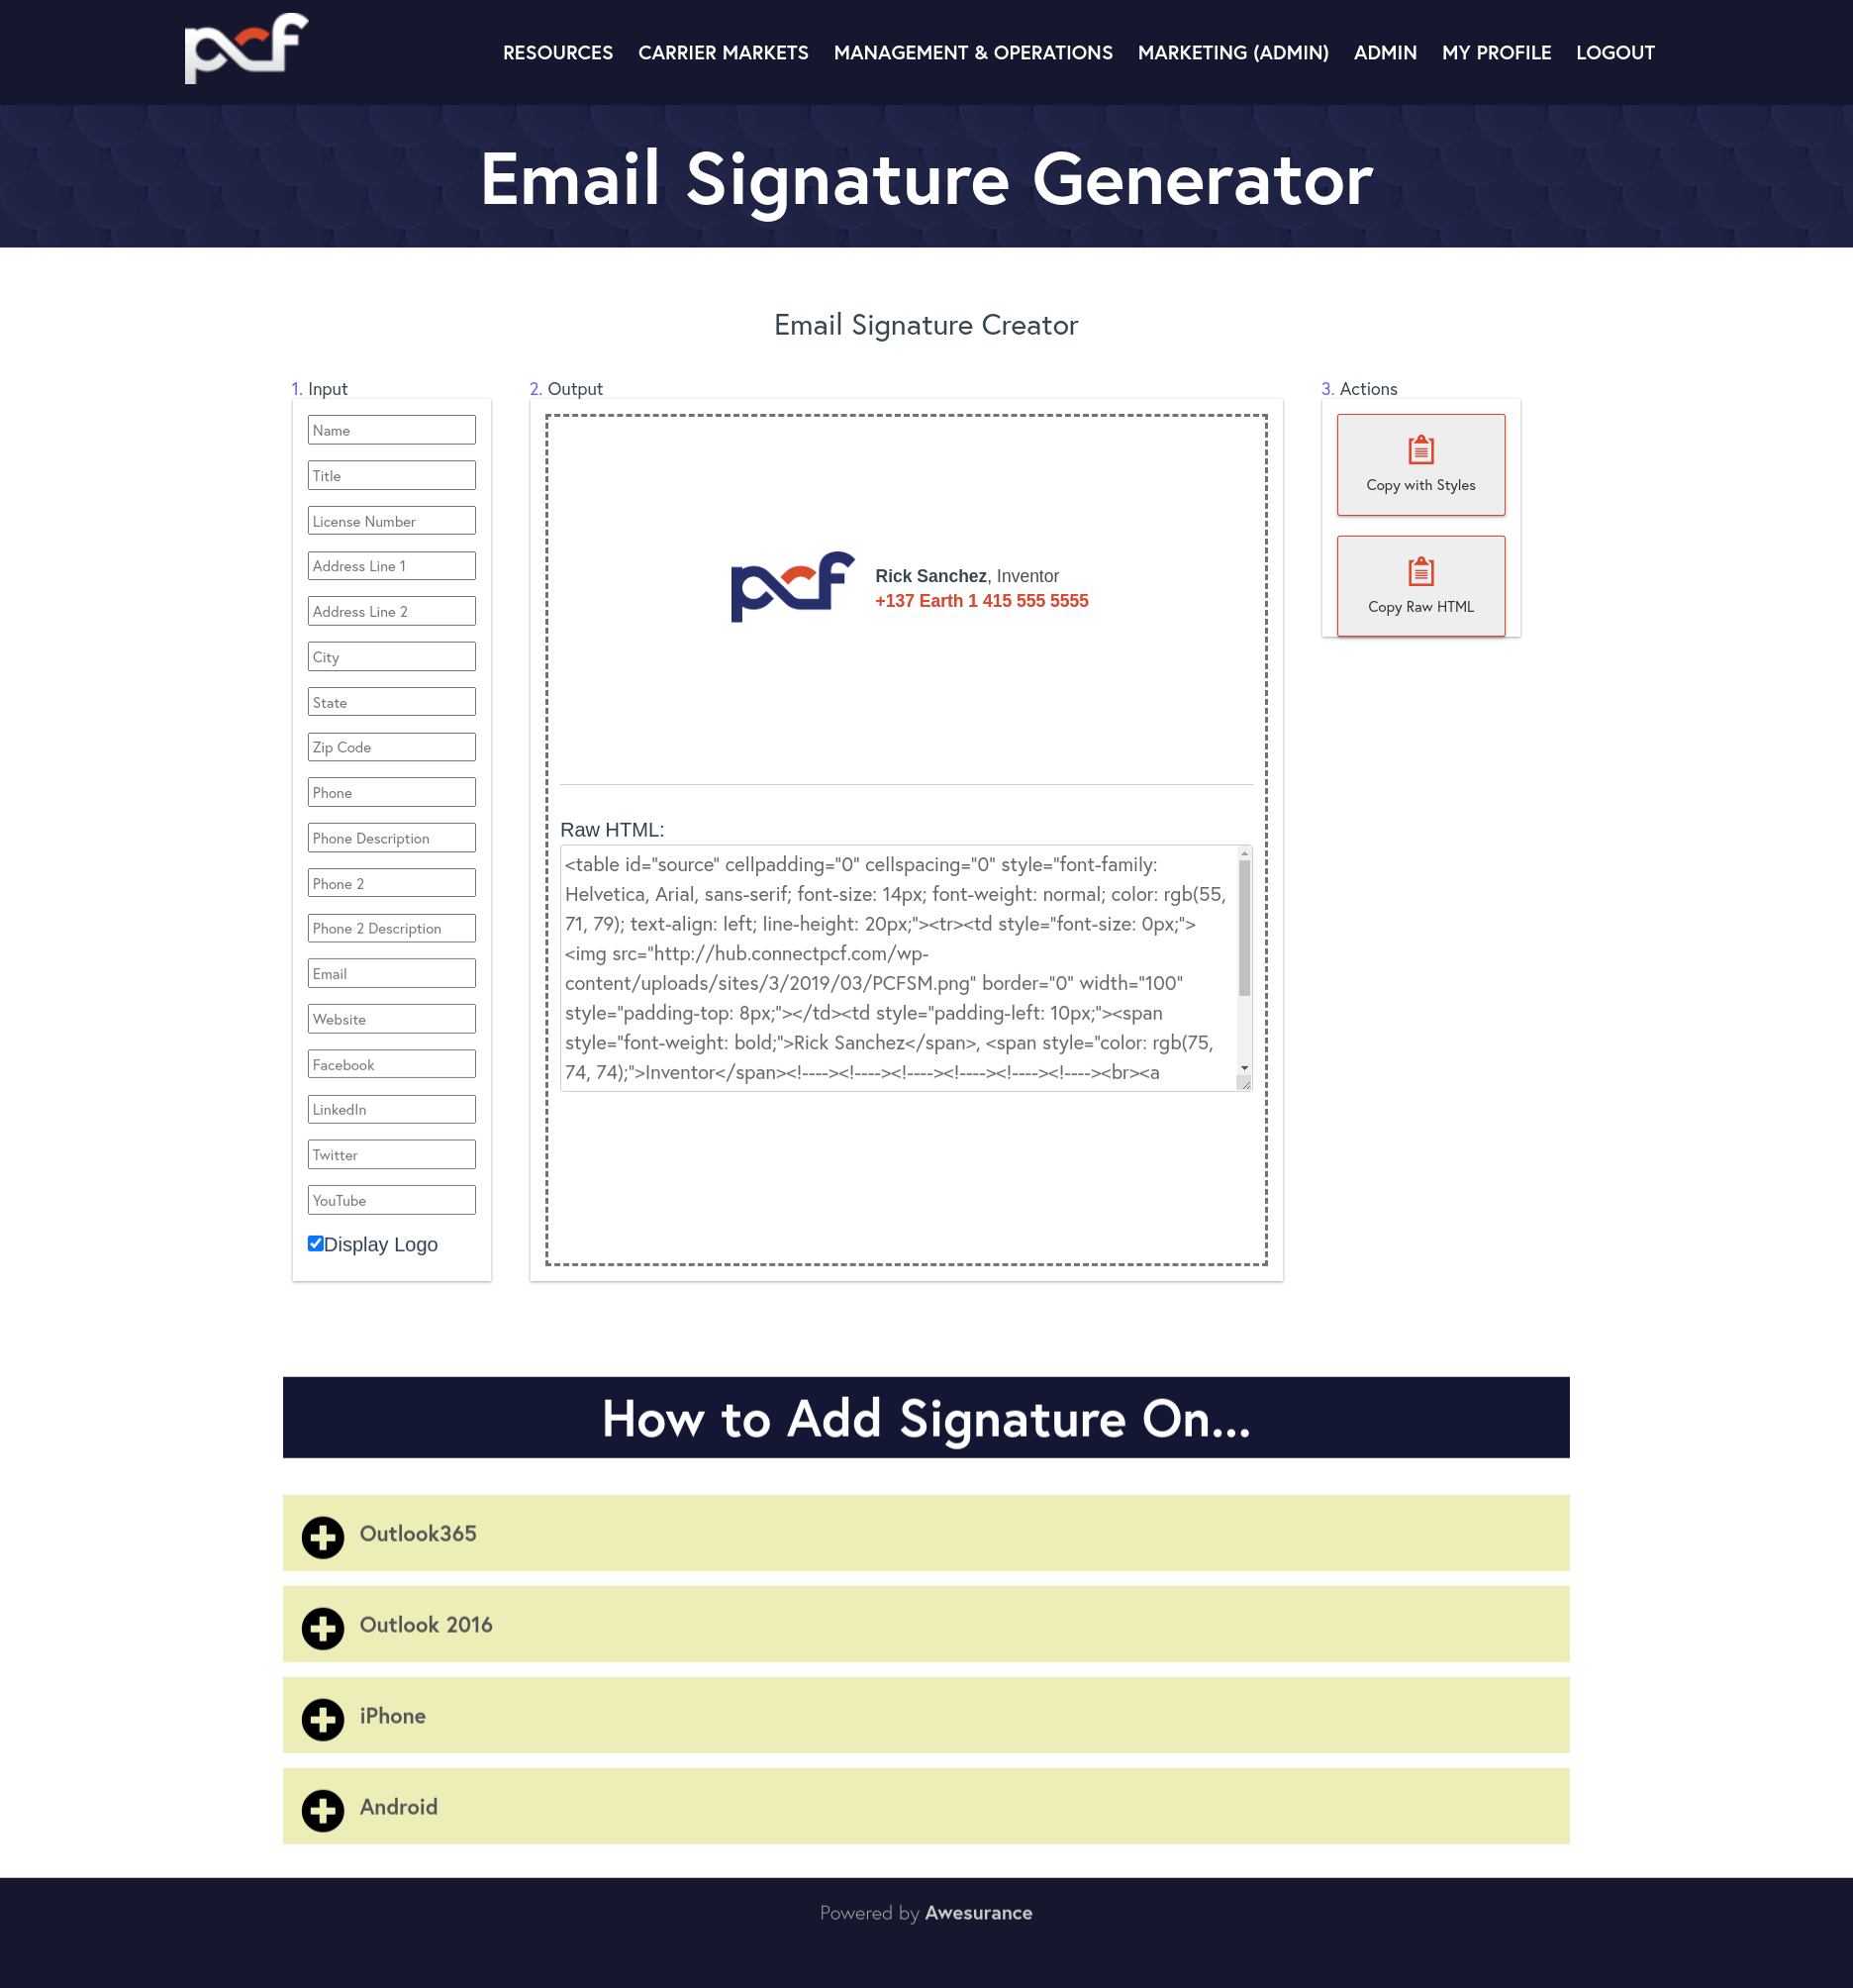 pcf
RESOURCES CARRIER MARKETS MANAGEMENT & OPERATIONS MARKETING (ADMIN) ADMIN MY PROFILE LOGOUT
Email Signature Generator
Email Signature Creator
1. Input
Name
Title
License Number
Address Line 1
Address Line 2
City
State
Zip Code
Phone
Phone Description
Phone 2
Phone 2 Description
Email
Website
Facebook
LinkedIn
Twitter
YouTube
Display Logo
2. Output
pcf
Rick Sanchez, Inventor
+137 Earth 1 415 555 5555
Raw HTML:
<table id="source" cellpadding="0" cellspacing="0" style="font-family:
Helvetica, Arial, sans-serif; font-size: 14px; font-weight: normal; color: rgb(55,
71, 79); text-align: left; line-height: 20px;"><tr><td style="font-size: 0px;">
<img src="http://hub.connectpcf.com/wp-
content/uploads/sites/3/2019/03/PCFSM.png" border="0" width="100"
style="padding-top: 8px;"></td><td style="padding-left: 10px;"><span
style="font-weight: bold;">Rick Sanchez</span>, <span style="color: rgb(75,
74, 74);">Inventor</span><!----><!----><!----><!----><!----><!----><br><a
3. Actions
Copy with Styles
Copy Raw HTML
How to Add Signature On...
Outlook365
Outlook 2016
iPhone
Android
Powered by Awesurance